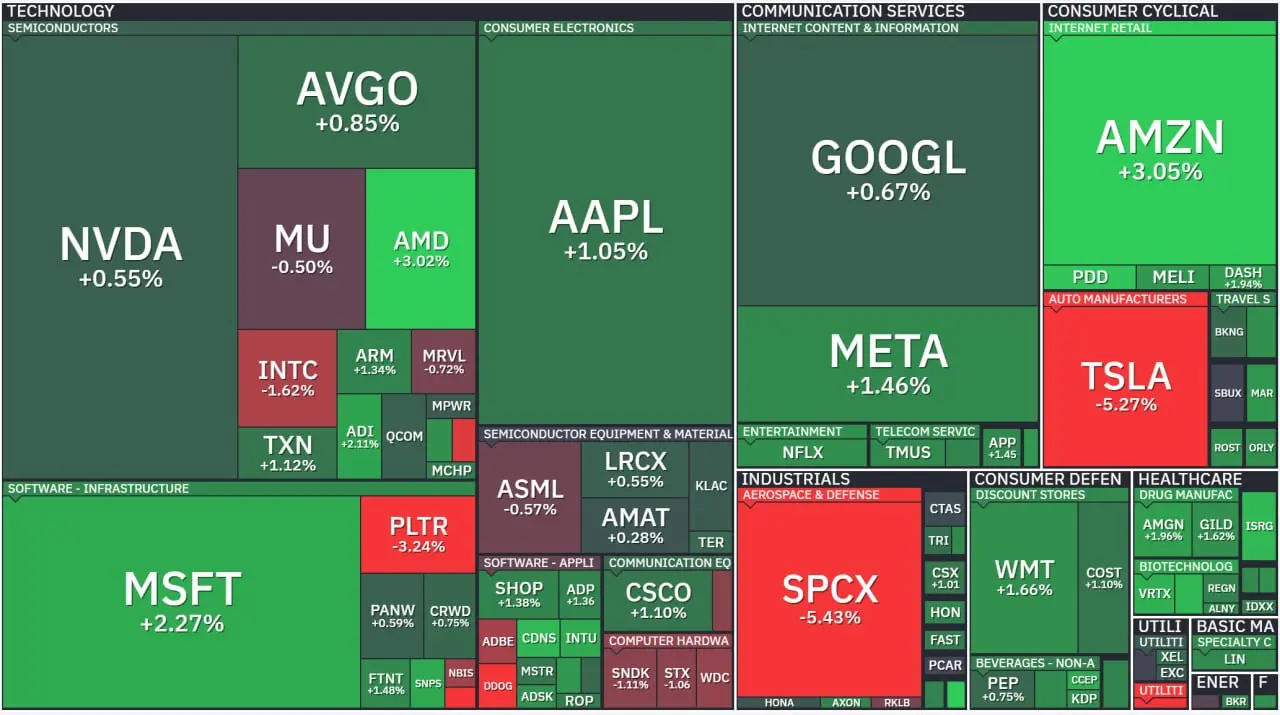 TECHNOLOGY
SEMICONDUCTORS
NVDA
+0.55%
AVGO
+0.85%
MU
-0.50%
AMD
+3.02%
INTC
-1.62%
ARM
+1.34%
MRVL
-0.72%
TXN
+1.12%
ADI
+2.11%
QCOM
MPWR
MCHP
CONSUMER ELECTRONICS
AAPL
+1.05%
SOFTWARE - INFRASTRUCTURE
MSFT
+2.27%
PLTR
-3.24%
PANW
+0.59%
CRWD
+0.75%
FTNT
+1.48%
SNPS
NBIS
SEMICONDUCTOR EQUIPMENT & MATERIAL
ASML
-0.57%
LRCX
+0.55%
AMAT
+0.28%
KLAC
TER
SOFTWARE - APPLI
SHOP
+1.38%
ADP
+1.36
ADBE
CDNS
INTU
DDOG
MSTR
ADSK
ROP
COMMUNICATION EQ
CSCO
+1.10%
COMPUTER HARDWA
SNDK
-1.11%
STX
-1.06
WDC
COMMUNICATION SERVICES
INTERNET CONTENT & INFORMATION
GOOGL
+0.67%
META
+1.46%
ENTERTAINMENT
NFLX
TELECOM SERVIC
TMUS
APP
+1.45
CONSUMER CYCLICAL
INTERNET RETAIL
AMZN
+3.05%
PDD
MELI
DASH
+1.94%
AUTO MANUFACTURERS
TSLA
-5.27%
TRAVEL S
BKNG
SBUX
MAR
ROST
ORLY
INDUSTRIALS
AEROSPACE & DEFENSE
SPCX
-5.43%
HONA
AXON
RKLB
CTAS
TRI
CSX
+1.01
HON
FAST
PCAR
CONSUMER DEFEN
DISCOUNT STORES
WMT
+1.66%
COST
+1.10%
BEVERAGES - NON-A
PEP
+0.75%
CCEP
KDP
HEALTHCARE
DRUG MANUFAC
AMGN
+1.96%
GILD
+1.62%
ISRG
BIOTECHNOLOG
VRTX
REGN
ALNY
IDXX
UTILI
UTILITI
XEL
EXC
UTILITI
BASIC MA
SPECIALTY C
LIN
ENER
BKR
F